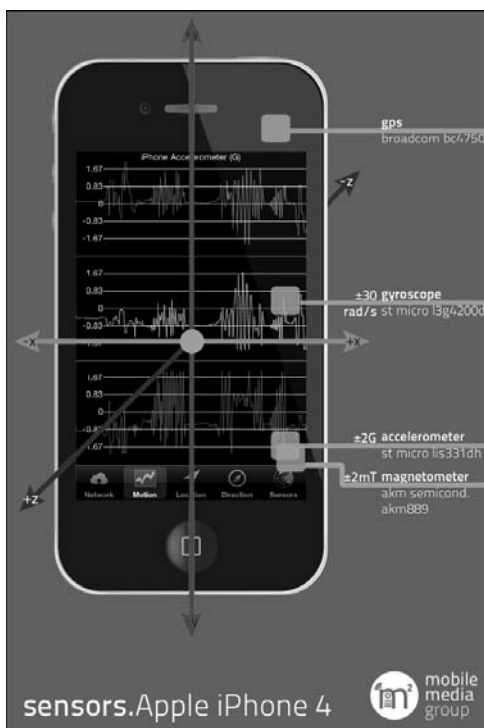 gps
broadcom bc4750
iPhone Accelerometer (G)
1.67
0.83
0
-0.83
-1.67
-z
1.67
0.83
0
-0.83
±30 gyroscope
rad/s st micro l3g4200d
-x
+x
1.67
0.83
0
-0.83
-1.67
±2G accelerometer
st micro lis331dh
±2mT magnetometer
akm semicond.
akm889
+z
Network Motion Location Direction Sensors
sensors.Apple iPhone 4
m²
mobile
media
group